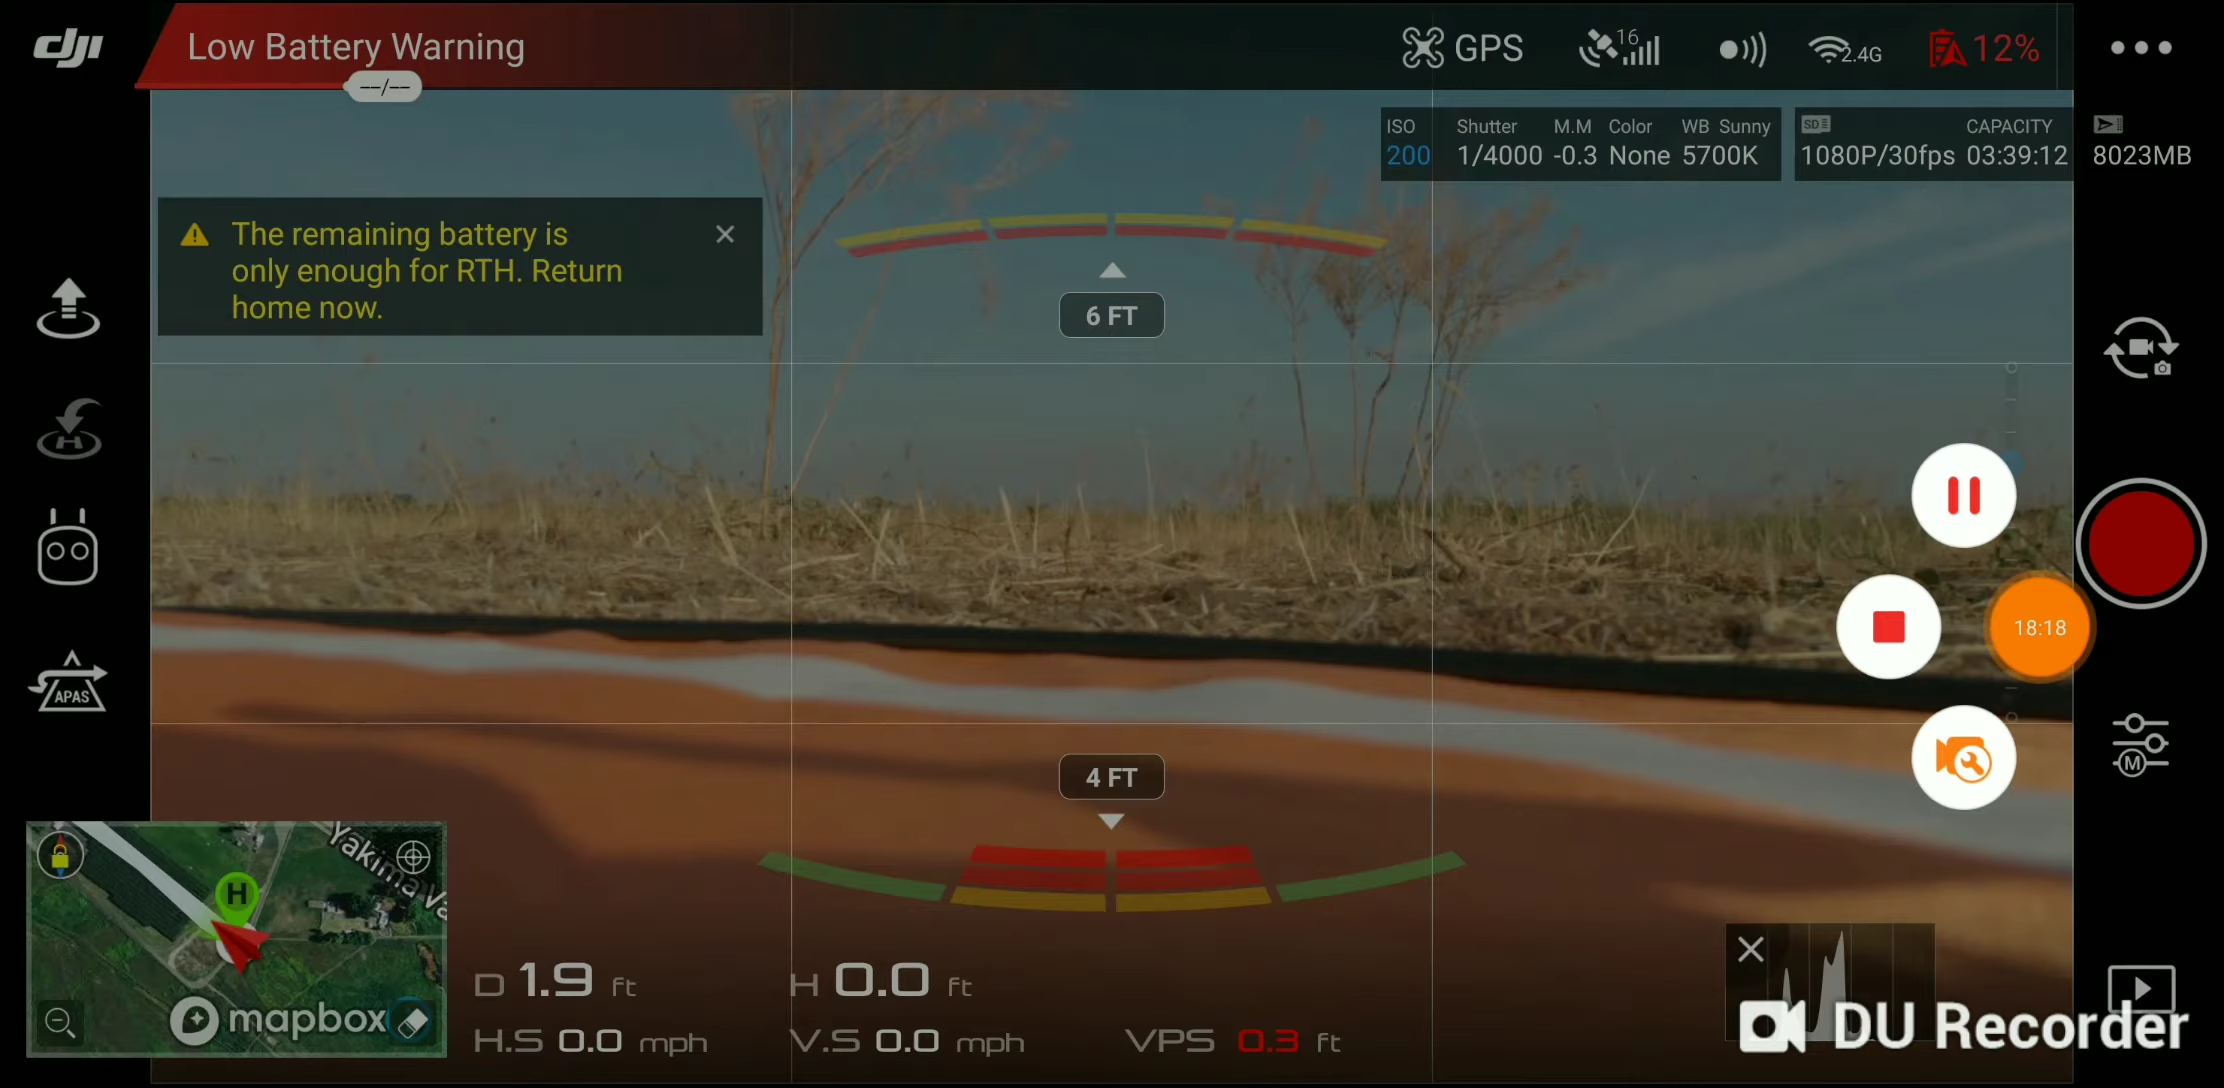 dji
Low Battery Warning
--/--
GPS
16
2.4G
12%
ISO
200
Shutter
1/4000
M.M
-0.3
Color
None
WB Sunny
5700K
SD
1080P/30fps
CAPACITY
03:39:12
8023MB
The remaining battery is
only enough for RTH. Return
home now.
6 FT
H
APAS
18:18
4 FT
M
Yakima Va
H
mapbox
D 1.9 ft
H 0.0 ft
H.S 0.0 mph
V.S 0.0 mph
VPS 0.3 ft
DU Recorder